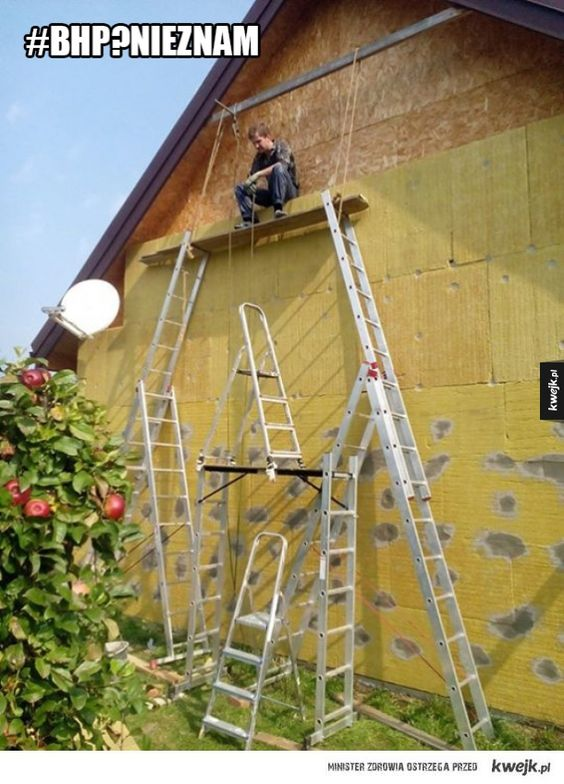 #BHP?NIEZNAM
kwejk.pl
MINISTER ZDROWIA OSTRZEGA PRZED kwejk.pl